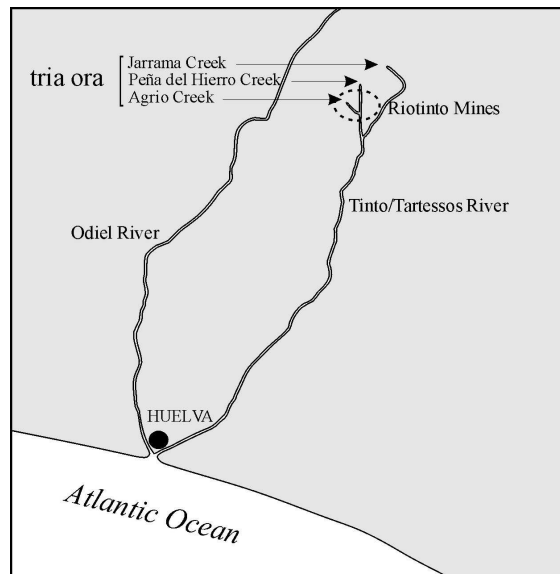 Jarrama Creek
tria ora
Peña del Hierro Creek
Agrio Creek
Riotinto Mines
Tinto/Tartessos River
Odiel River
HUELVA
Atlantic Ocean